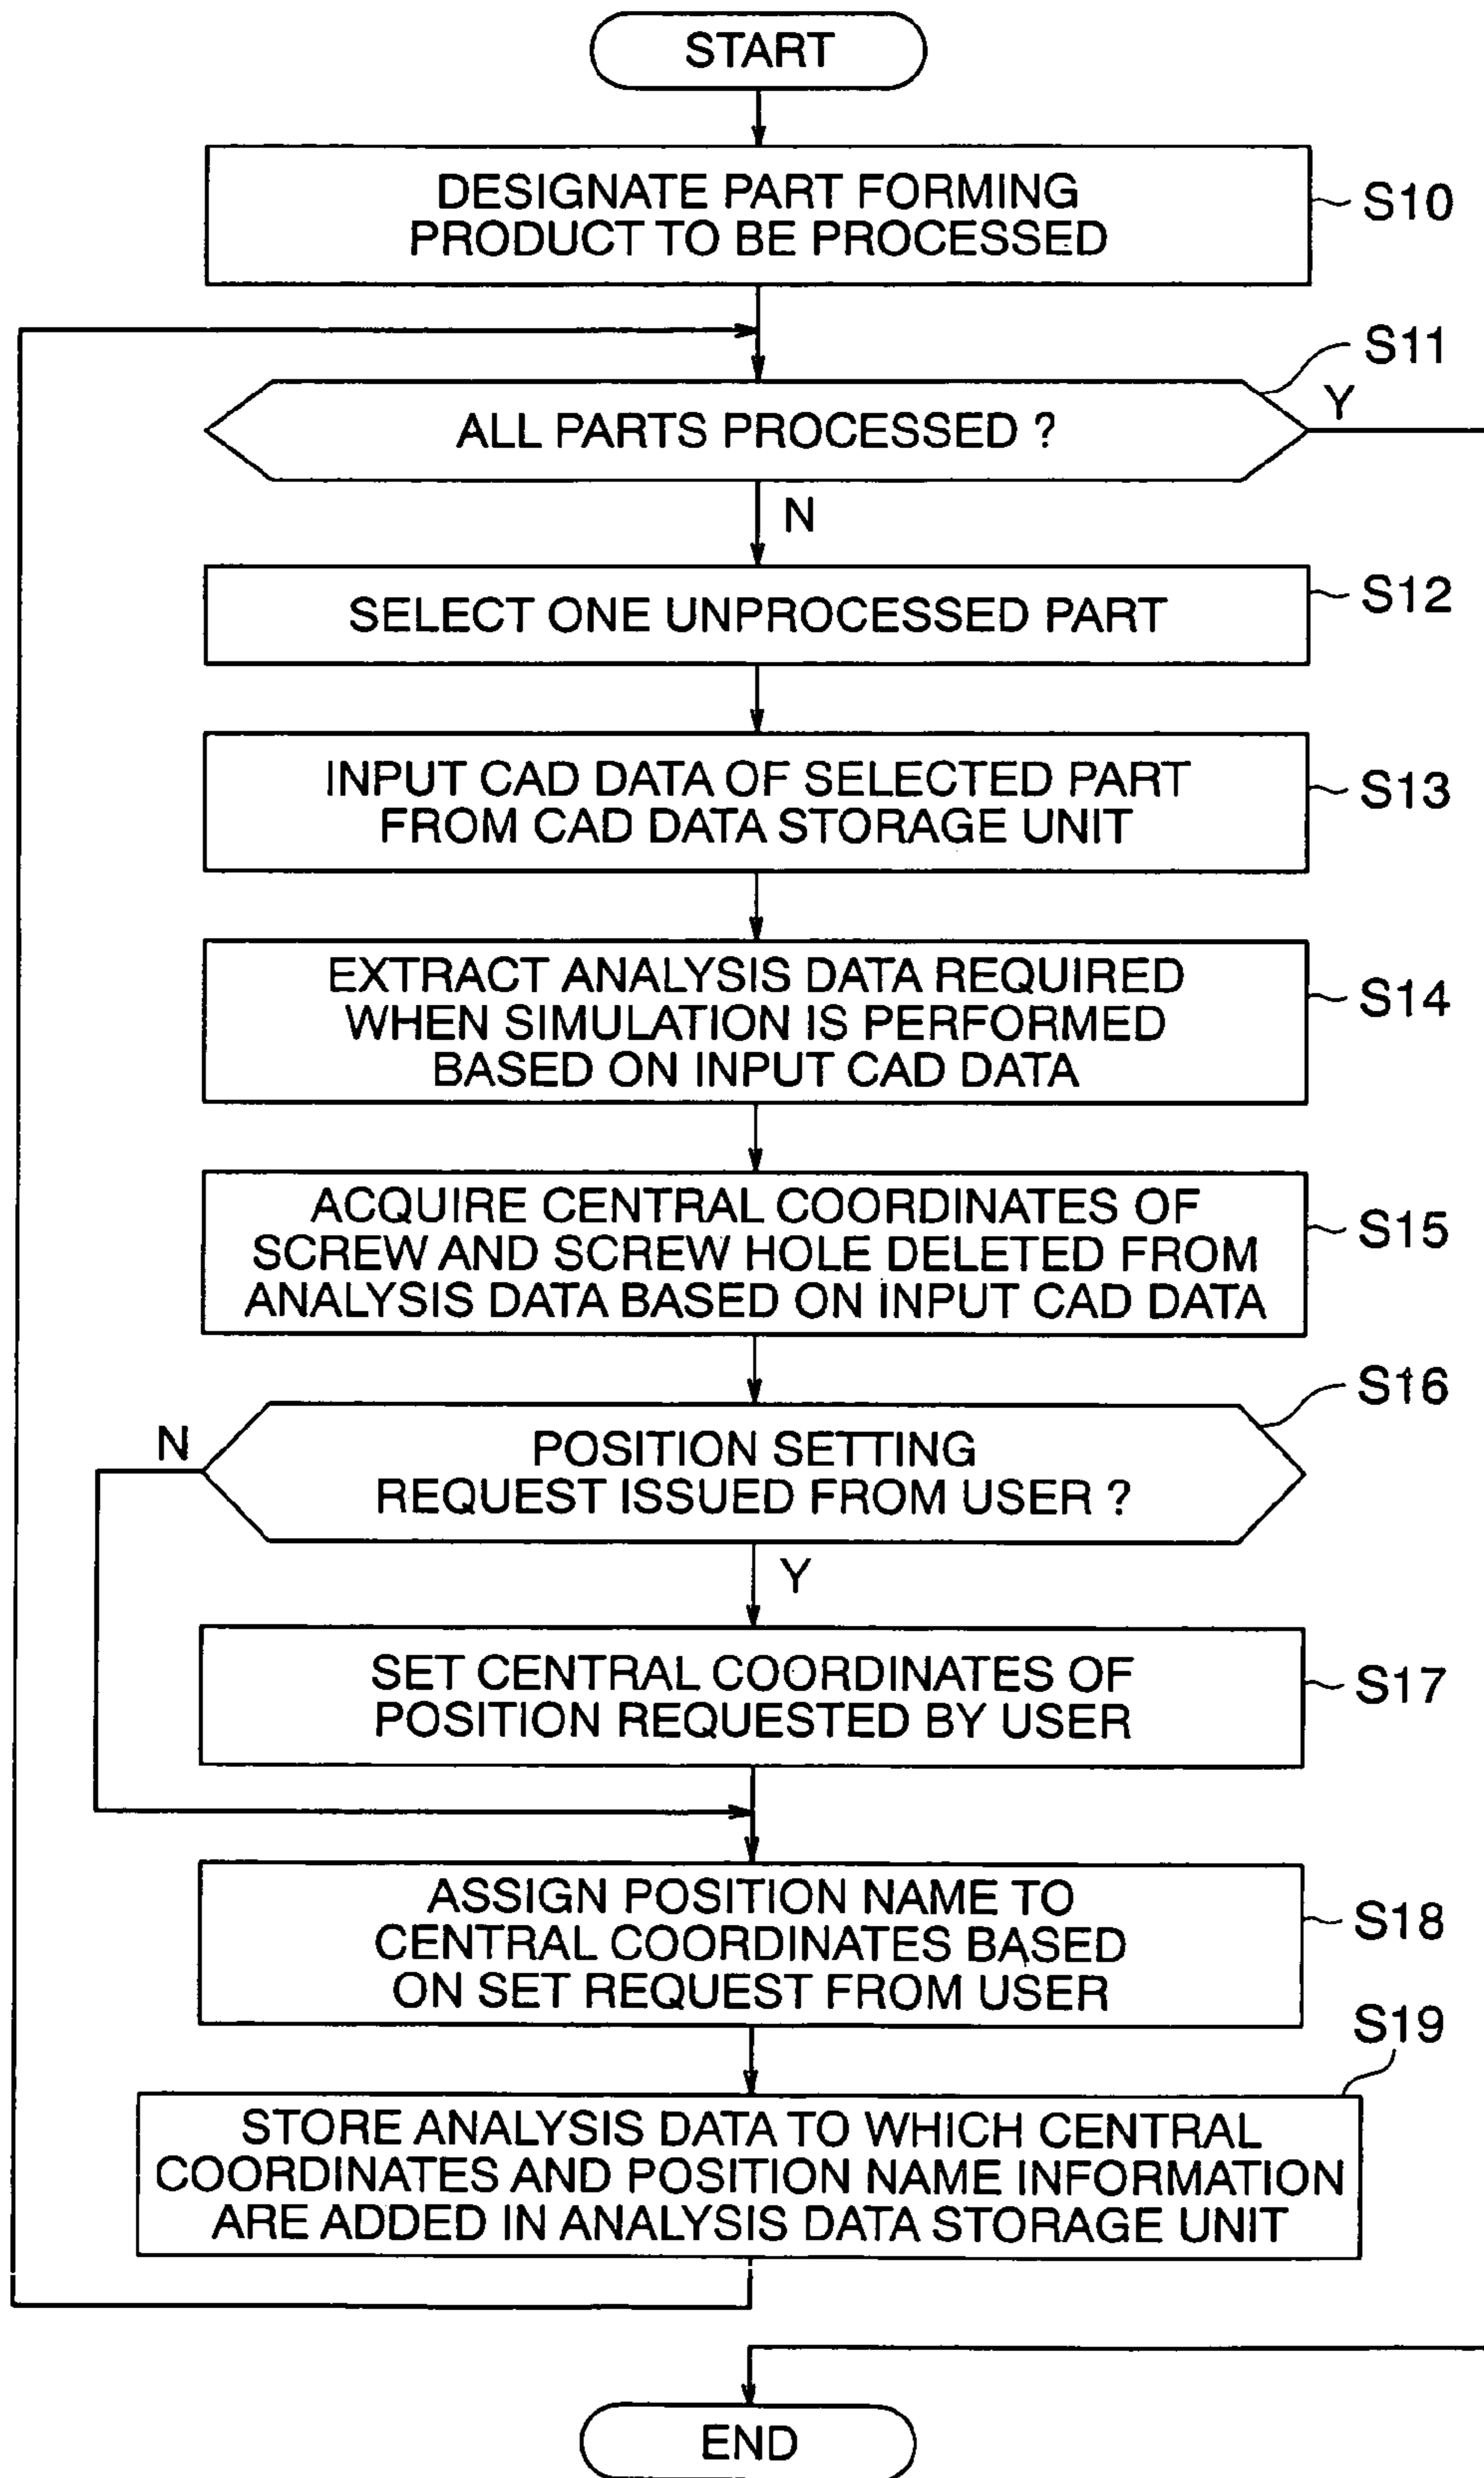 START
DESIGNATE PART FORMING
PRODUCT TO BE PROCESSED
S10
S11
ALL PARTS PROCESSED ?
Y
N
SELECT ONE UNPROCESSED PART
S12
INPUT CAD DATA OF SELECTED PART
FROM CAD DATA STORAGE UNIT
S13
EXTRACT ANALYSIS DATA REQUIRED
WHEN SIMULATION IS PERFORMED
BASED ON INPUT CAD DATA
S14
ACQUIRE CENTRAL COORDINATES OF
SCREW AND SCREW HOLE DELETED FROM
ANALYSIS DATA BASED ON INPUT CAD DATA
S15
S16
N
POSITION SETTING
REQUEST ISSUED FROM USER ?
Y
SET CENTRAL COORDINATES OF
POSITION REQUESTED BY USER
S17
ASSIGN POSITION NAME TO
CENTRAL COORDINATES BASED
ON SET REQUEST FROM USER
S18
S19
STORE ANALYSIS DATA TO WHICH CENTRAL
COORDINATES AND POSITION NAME INFORMATION
ARE ADDED IN ANALYSIS DATA STORAGE UNIT
END